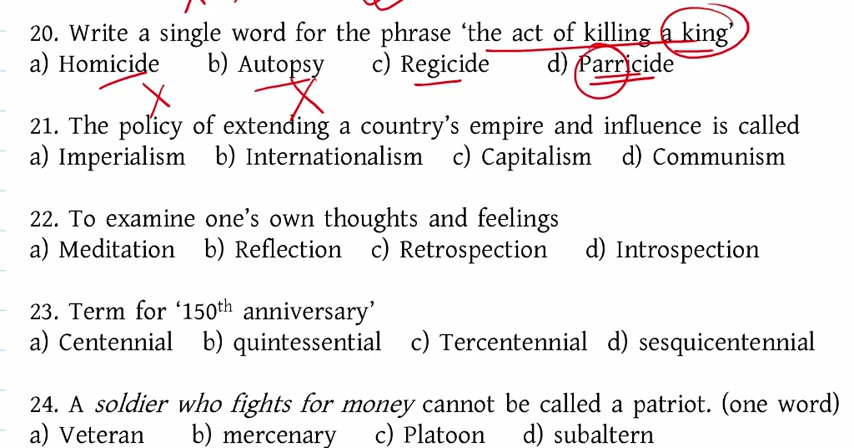 20. Write a single word for the phrase ‘the act of killing a king’
a) Homicide b) Autopsy c) Regicide d) Parricide
21. The policy of extending a country’s empire and influence is called
a) Imperialism b) Internationalism c) Capitalism d) Communism
22. To examine one’s own thoughts and feelings
a) Meditation b) Reflection c) Retrospection d) Introspection
23. Term for ‘150th anniversary’
a) Centennial b) quintessential c) Tercentennial d) sesquicentennial
24. A soldier who fights for money cannot be called a patriot. (one word)
a) Veteran b) mercenary c) Platoon d) subaltern